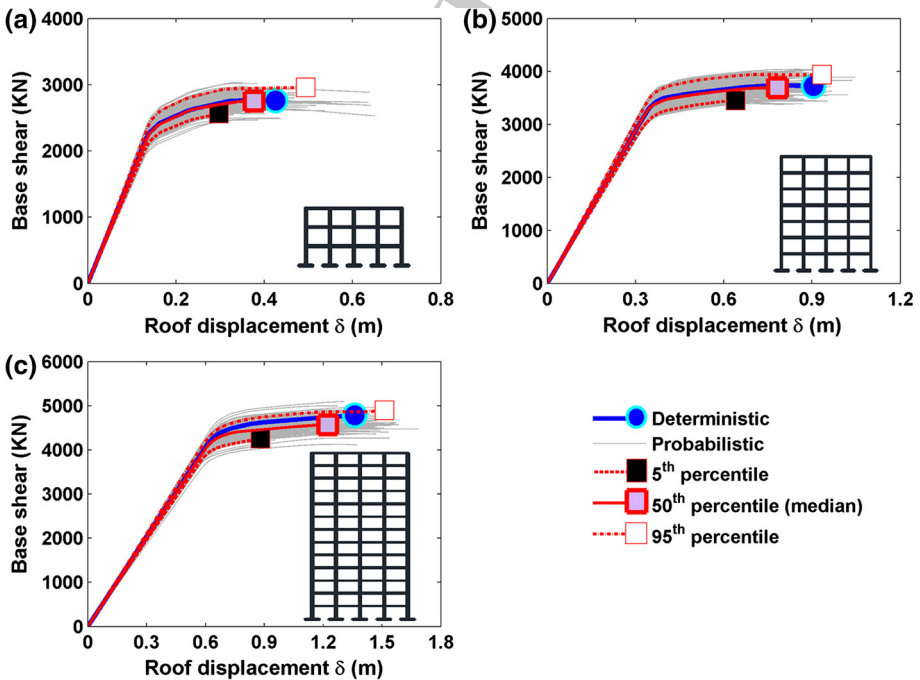 (a)
4000
3000
2000
1000
0
Base shear (KN)
0 0.2 0.4 0.6 0.8
Roof displacement δ (m)
(b)
5000
4000
3000
2000
1000
0
Base shear (KN)
0 0.3 0.6 0.9 1.2
Roof displacement δ (m)
(c)
6000
5000
4000
3000
2000
1000
0
Base shear (KN)
0 0.3 0.6 0.9 1.2 1.5 1.8
Roof displacement δ (m)
Deterministic
Probabilistic
5th percentile
50th percentile (median)
95th percentile